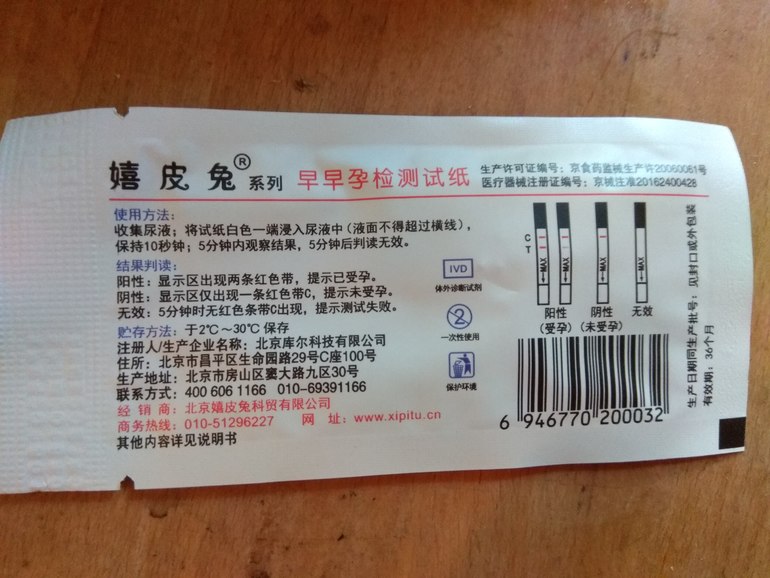 嬉皮兔® 系列 早早孕检测试纸
生产许可证编号：京食药监械生产许20060061号
医疗器械注册证编号：京械注准20162400428
使用方法：
收集尿液；将试纸白色一端浸入尿液中（液面不得超过横线），
保持10秒钟；5分钟内观察结果，5分钟后判读无效。
结果判读：
阳性：显示区出现两条红色带，提示已受孕。
阴性：显示区仅出现一条红色带C，提示未受孕。
无效：5分钟时无红色条带C出现，提示测试失败。
贮存方法：于2℃～30℃ 保存
注册人/生产企业名称：北京库尔科技有限公司
住所：北京市昌平区生命园路29号C座100号
生产地址：北京市房山区窦大路九区30号
联系方式：400 606 1166 010-69391166
经 销 商：北京嬉皮兔科贸有限公司
商务热线：010-51296227 网 址：www.xipitu.cn
其他内容详见说明书
IVD
体外诊断试剂
2
一次性使用
保护环境
C
T
MAX
MAX
MAX
MAX
阳性 阴性 无效
（受孕）（未受孕）
6 946770 200032
生产日期同生产批号：见封口或外包装
有效期：36个月